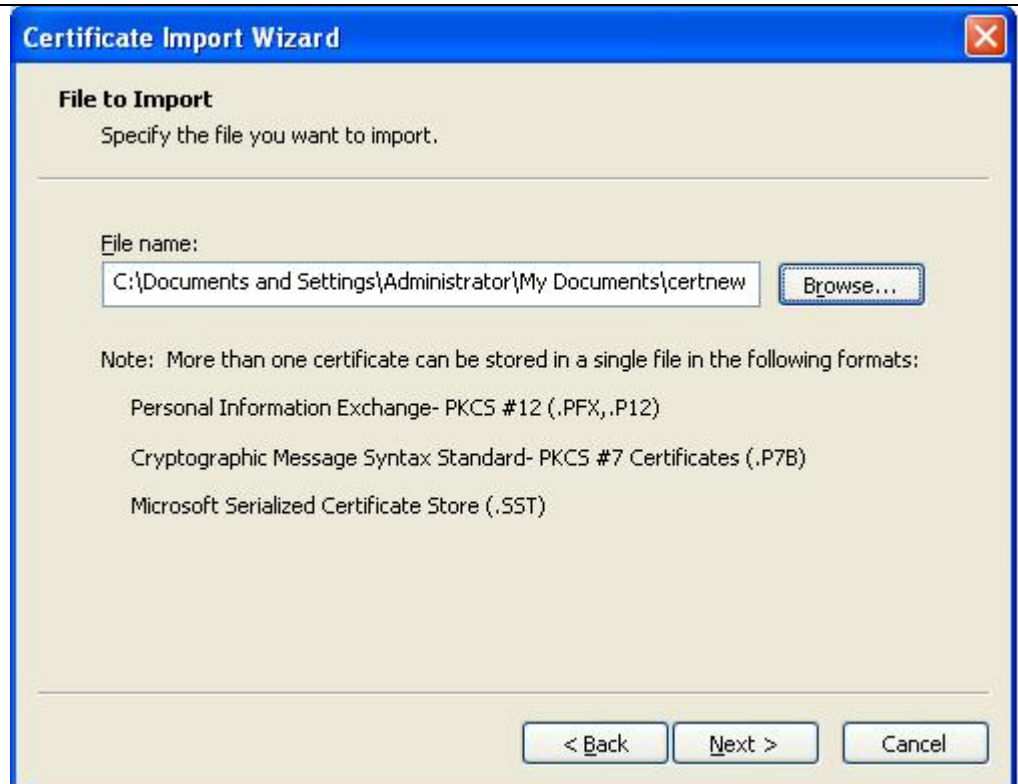 Certificate Import Wizard
File to Import
Specify the file you want to import.
File name:
C:\Documents and Settings\Administrator\My Documents\certnew
Browse...
Note: More than one certificate can be stored in a single file in the following formats:
Personal Information Exchange- PKCS #12 (.PFX,.P12)
Cryptographic Message Syntax Standard- PKCS #7 Certificates (.P7B)
Microsoft Serialized Certificate Store (.SST)
< Back Next > Cancel